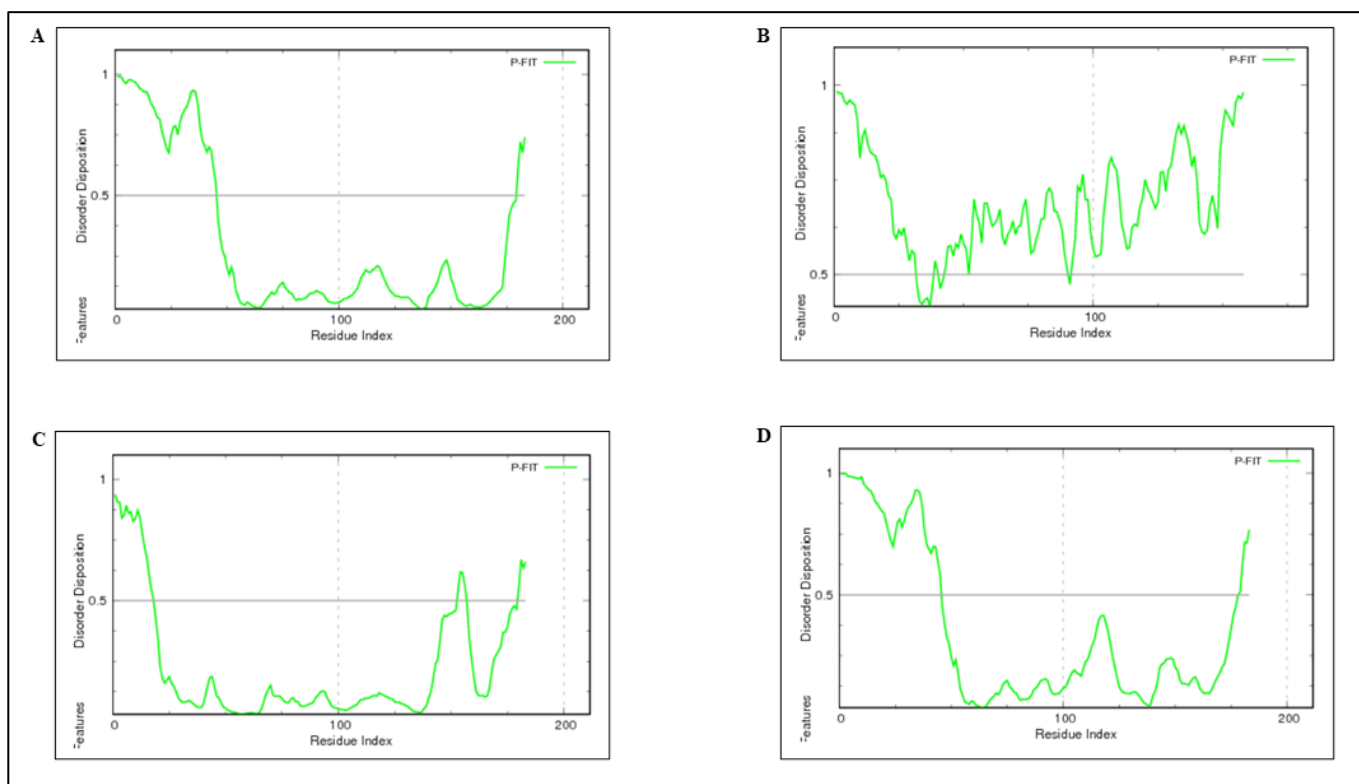 A
P-FIT
1
Disorder Disposition
0.5
Features
0
100
200
Residue Index
B
P-FIT
1
Disorder Disposition
0.5
Features
0
100
Residue Index
C
P-FIT
1
Disorder Disposition
0.5
Features
0
100
200
Residue Index
D
P-FIT
1
Disorder Disposition
0.5
Features
0
100
200
Residue Index